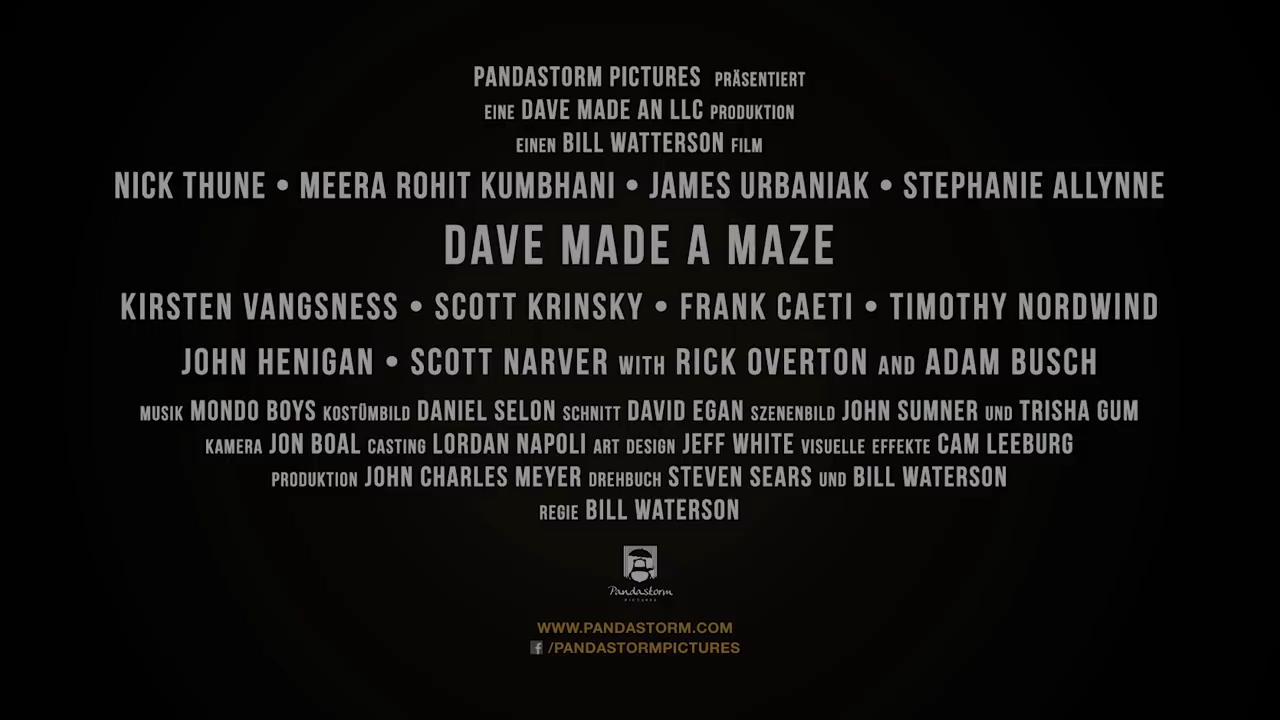 PANDASTORM PICTURES PRÄSENTIERT
EINE DAVE MADE AN LLC PRODUKTION
EINEN BILL WATTERSON FILM
NICK THUNE • MEERA ROHIT KUMBHANI • JAMES URBANIAK • STEPHANIE ALLYNNE
DAVE MADE A MAZE
KIRSTEN VANGSNESS • SCOTT KRINSKY • FRANK CAETI • TIMOTHY NORDWIND
JOHN HENIGAN • SCOTT NARVER WITH RICK OVERTON AND ADAM BUSCH
MUSIK MONDO BOYS KOSTÜMBILD DANIEL SELON SCHNITT DAVID EGAN SZENENBILD JOHN SUMNER UND TRISHA GUM
KAMERA JON BOAL CASTING LORDAN NAPOLI ART DESIGN JEFF WHITE VISUELLE EFFEKTE CAM LEEBURG
PRODUKTION JOHN CHARLES MEYER DREHBUCH STEVEN SEARS UND BILL WATERSON
REGIE BILL WATERSON
Pandastorm
PICTURES
WWW.PANDASTORM.COM
/PANDASTORMPICTURES